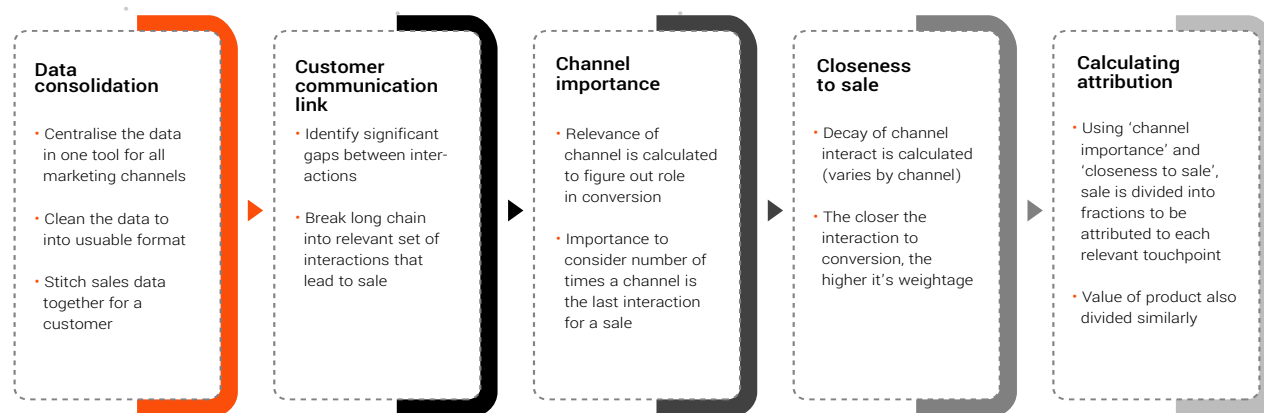 Data
consolidation
• Centralise the data
in one tool for all
marketing channels
• Clean the data to
into usuable format
• Stitch sales data
together for a
customer
Customer
communication
link
• Identify significant
gaps between inter-
actions
• Break long chain
into relevant set of
interactions that
lead to sale
Channel
importance
• Relevance of
channel is calculated
to figure out role
in conversion
• Importance to
consider number of
times a channel is
the last interaction
for a sale
Closeness
to sale
• Decay of channel
interact is calculated
(varies by channel)
• The closer the
interaction to
conversion, the
higher it's weightage
Calculating
attribution
• Using ‘channel
importance’ and
‘closeness to sale’,
sale is divided into
fractions to be
attributed to each
relevant touchpoint
• Value of product also
divided similarly